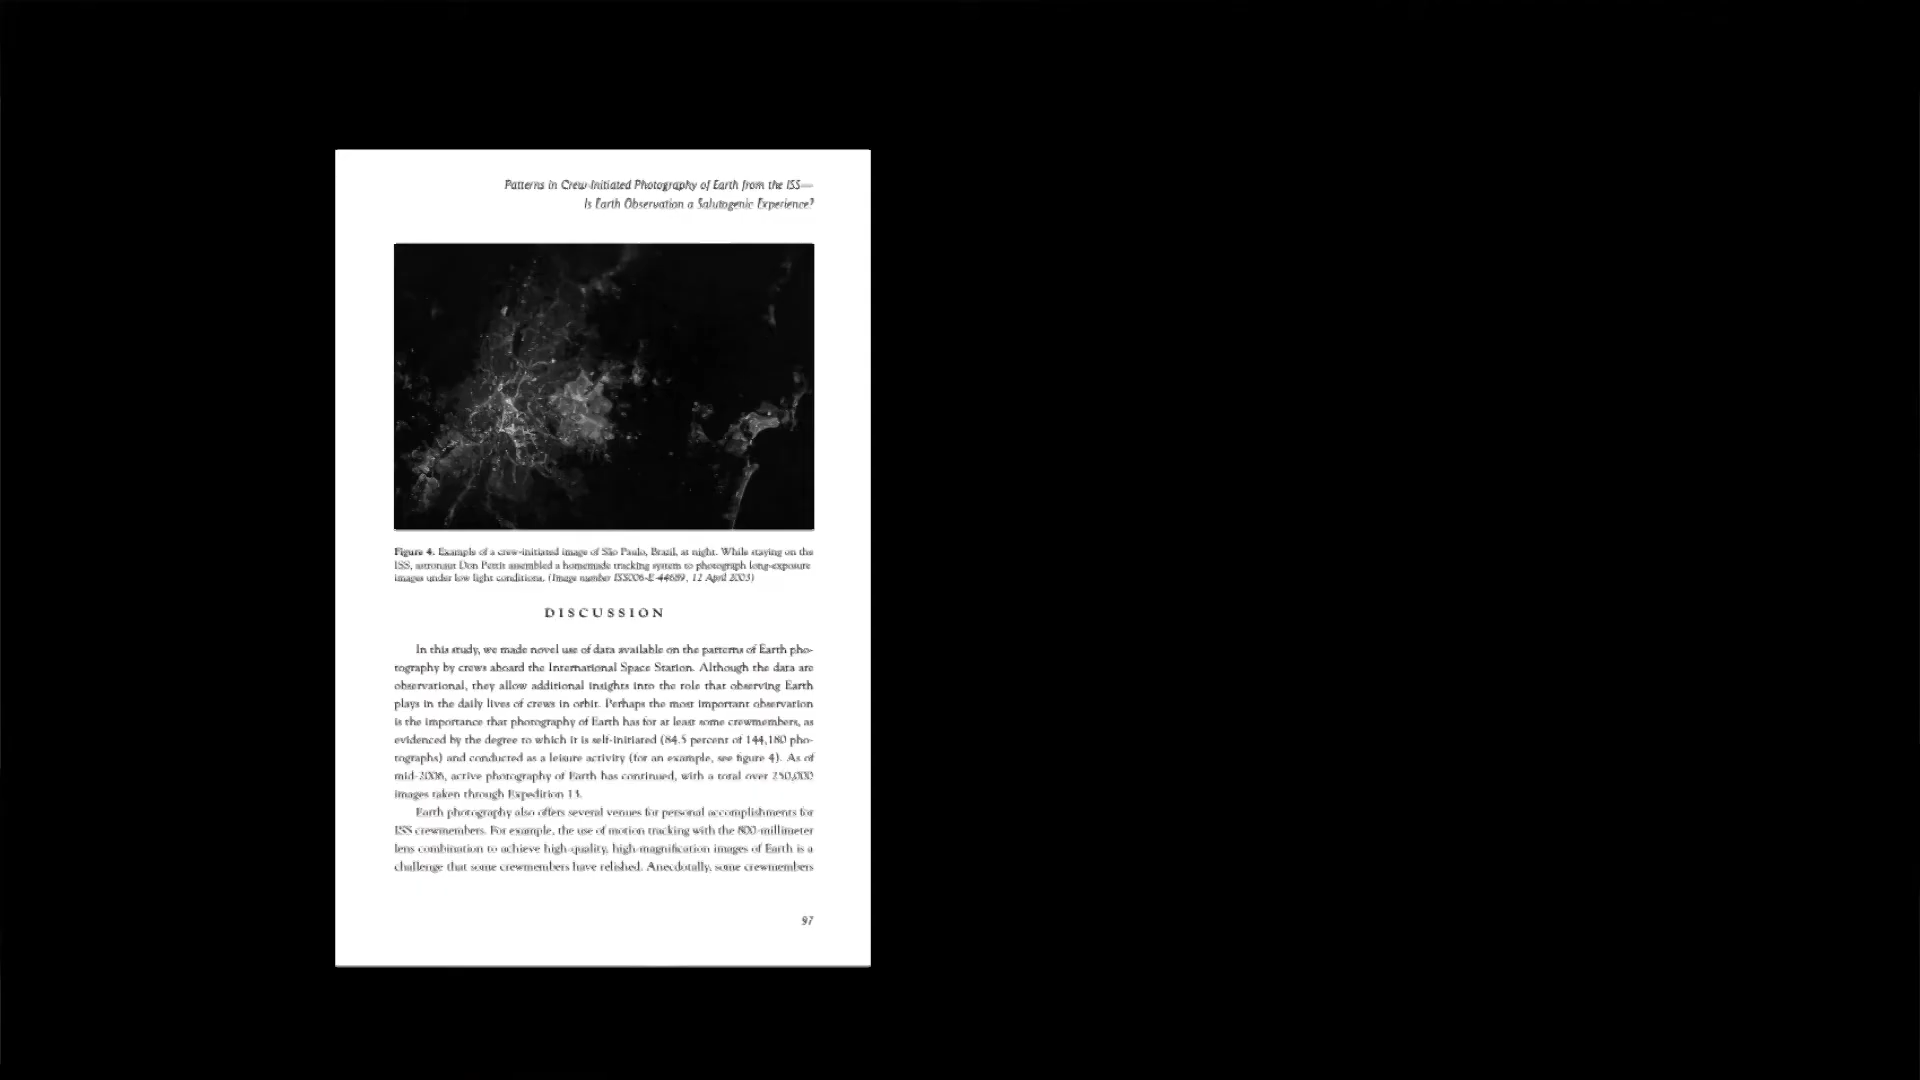 Patterns in Crew-Initiated Photography of Earth from the ISS—
Is Earth Observation a Salutogenic Experience?
Figure 4. Example of a crew-initiated image of São Paulo, Brazil, at night. While staying on the
ISS, astronaut Don Pettit assembled a homemade tracking system to photograph long-exposure
images under low light conditions. (Image number ISS006-E-44689, 12 April 2003)
DISCUSSION
In this study, we made novel use of data available on the patterns of Earth pho-
tography by crews aboard the International Space Station. Although the data are
observational, they allow additional insights into the role that observing Earth
plays in the daily lives of crews in orbit. Perhaps the most important observation
is the importance that photography of Earth has for at least some crewmembers, as
evidenced by the degree to which it is self-initiated (84.5 percent of 144,180 pho-
tographs) and conducted as a leisure activity (for an example, see figure 4). As of
mid-2006, active photography of Earth has continued, with a total over 250,000
images taken through Expedition 13.
Earth photography also offers several venues for personal accomplishments for
ISS crewmembers. For example, the use of motion tracking with the 800-millimeter
lens combination to achieve high-quality, high-magnification images of Earth is a
challenge that some crewmembers have relished. Anecdotally, some crewmembers
97